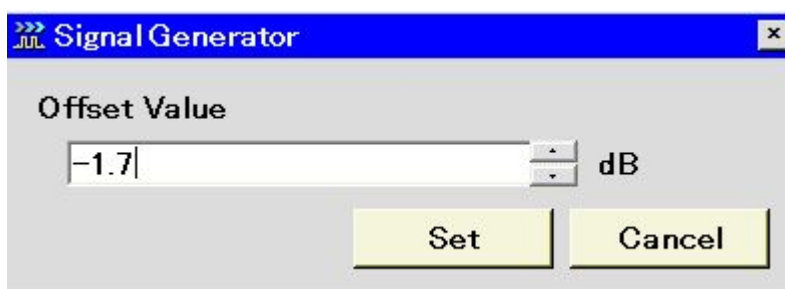 Signal Generator
Offset Value
-1.7
dB
Set
Cancel